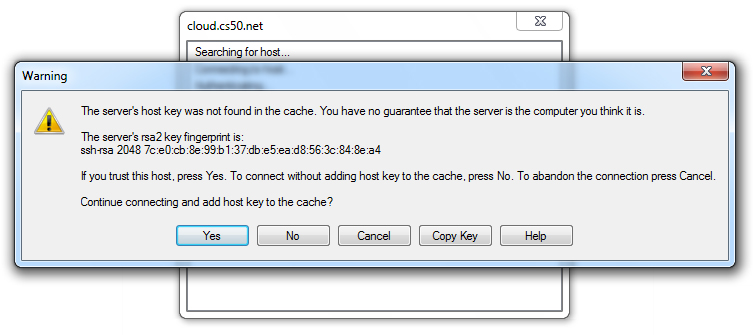 cloud.cs50.net
Searching for host...
Connecting to host...
Authenticating...
Warning
The server's host key was not found in the cache. You have no guarantee that the server is the computer you think it is.
The server's rsa2 key fingerprint is:
ssh-rsa 2048 7c:e0:cb:8e:99:b1:37:db:e5:ea:d8:56:3c:84:8e:a4
If you trust this host, press Yes. To connect without adding host key to the cache, press No. To abandon the connection press Cancel.
Continue connecting and add host key to the cache?
Yes No Cancel Copy Key Help